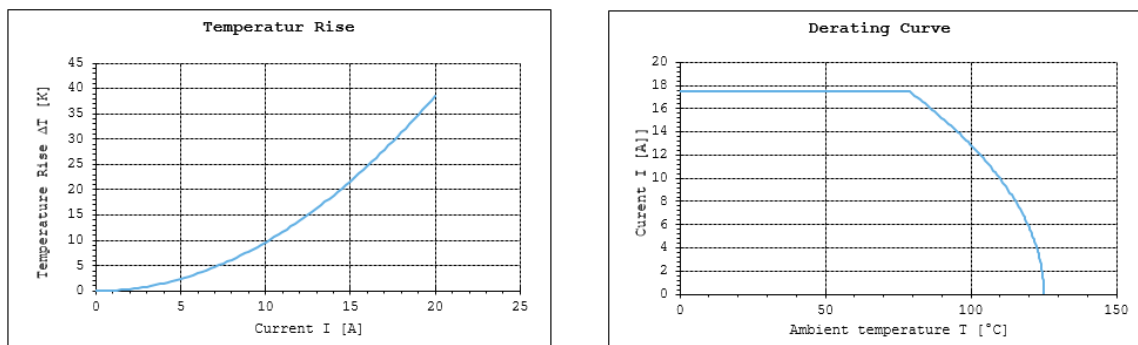 Temperatur Rise
Temperature Rise ΔT [K]
45
40
35
30
25
20
15
10
5
0
0 5 10 15 20 25
Current I [A]
Derating Curve
Curent I [A]]
20
18
16
14
12
10
8
6
4
2
0
0 50 100 150
Ambient temperature T [°C]